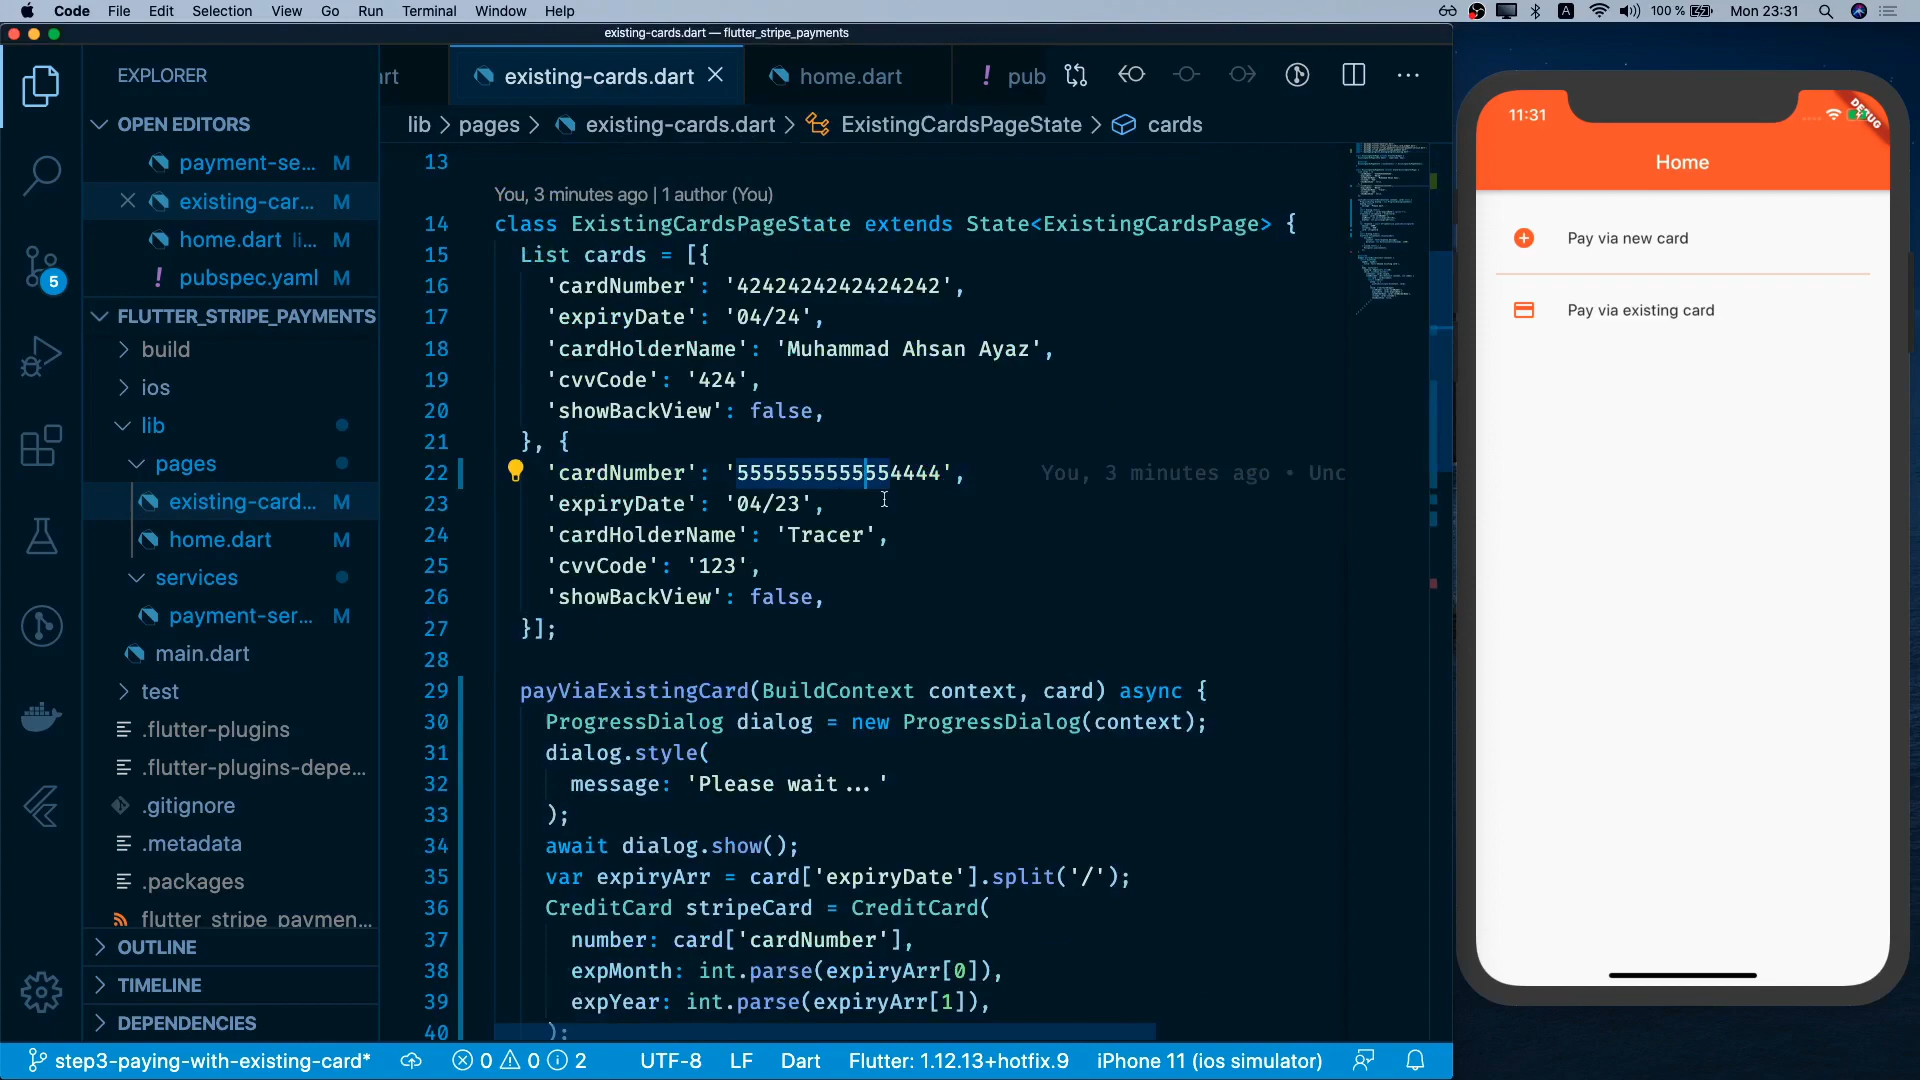 Code File Edit Selection View Go Run Terminal Window Help
A 100 % Mon 23:31
existing-cards.dart — flutter_stripe_payments
EXPLORER
OPEN EDITORS
payment-se... M
existing-car... M
home.dart li... M
! pubspec.yaml M
FLUTTER_STRIPE_PAYMENTS
build
ios
lib
pages
existing-card... M
home.dart M
services
payment-ser... M
main.dart
test
.flutter-plugins
.flutter-plugins-depe...
.gitignore
.metadata
.packages
flutter_stripe_paymen...
OUTLINE
TIMELINE
DEPENDENCIES
5
rt existing-cards.dart home.dart ! pub
lib > pages > existing-cards.dart > ExistingCardsPageState > cards
13
You, 3 minutes ago | 1 author (You)
14 class ExistingCardsPageState extends State<ExistingCardsPage> {
15 List cards = [{
16 'cardNumber': '4242424242424242',
17 'expiryDate': '04/24',
18 'cardHolderName': 'Muhammad Ahsan Ayaz',
19 'cvvCode': '424',
20 'showBackView': false,
21 }, {
22 'cardNumber': '5555555555554444', You, 3 minutes ago • Unc
23 'expiryDate': '04/23',
24 'cardHolderName': 'Tracer',
25 'cvvCode': '123',
26 'showBackView': false,
27 }];
28
29 payViaExistingCard(BuildContext context, card) async {
30 ProgressDialog dialog = new ProgressDialog(context);
31 dialog.style(
32 message: 'Please wait...'
33 );
34 await dialog.show();
35 var expiryArr = card['expiryDate'].split('/');
36 CreditCard stripeCard = CreditCard(
37 number: card['cardNumber'],
38 expMonth: int.parse(expiryArr[0]),
39 expYear: int.parse(expiryArr[1]),
40 );
step3-paying-with-existing-card* 0 0 2 UTF-8 LF Dart Flutter: 1.12.13+hotfix.9 iPhone 11 (ios simulator)
11:31
DEBUG
Home
Pay via new card
Pay via existing card